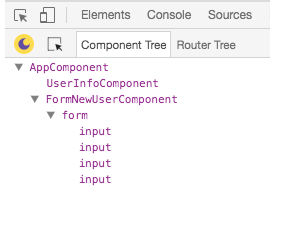 Elements Console Sources
Component Tree Router Tree
AppComponent
UserInfoComponent
FormNewUserComponent
form
input
input
input
input